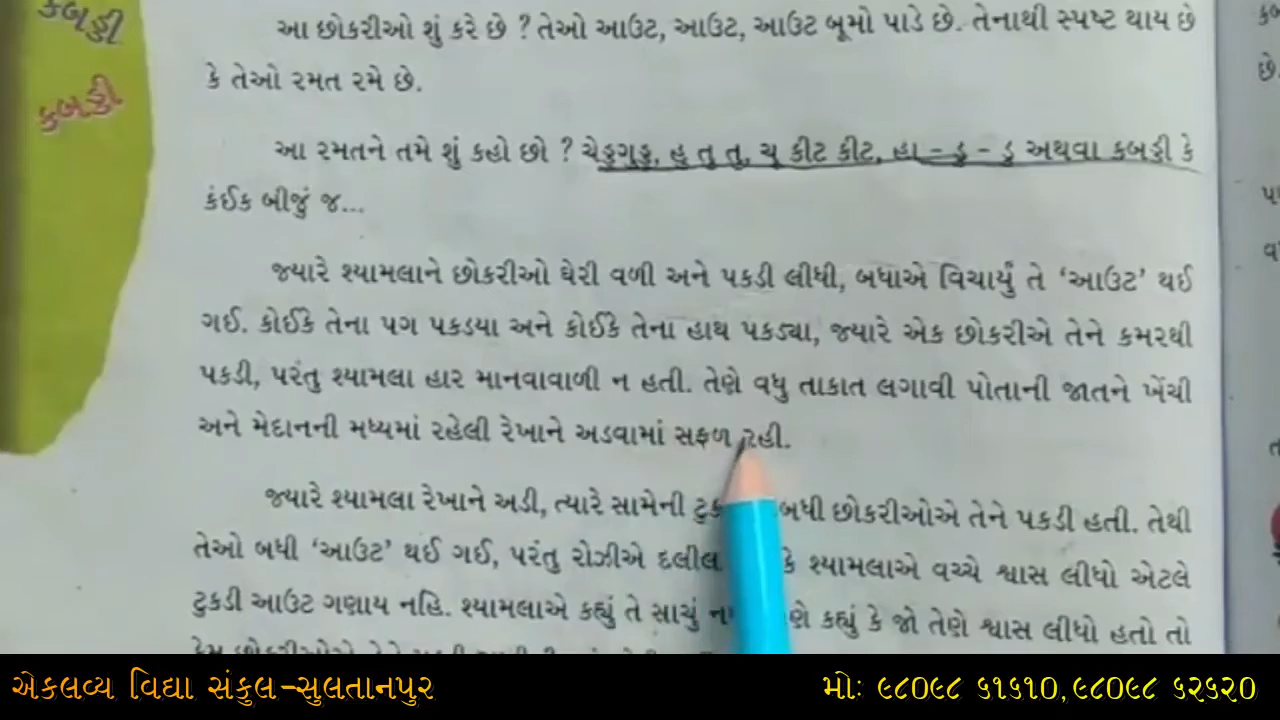 કબડ્ડી
કબડ્ડી
આ છોકરીઓ શું કરે છે ? તેઓ આઉટ, આઉટ, આઉટ બૂમો પાડે છે. તેનાથી સ્પષ્ટ થાય છે
કે તેઓ રમત રમે છે.
આ રમતને તમે શું કહો છો ? ચેડુગુડુ, હુ તુ તુ, ચૂ કીટ કીટ, હા - ડુ - ડુ અથવા કબડ્ડી કે
કંઈક બીજું જ...
જ્યારે શ્યામલાને છોકરીઓ ઘેરી વળી અને પકડી લીધી, બધાએ વિચાર્યું તે ‘આઉટ’ થઈ
ગઈ. કોઈકે તેના પગ પકડયા અને કોઈકે તેના હાથ પકડ્યા, જ્યારે એક છોકરીએ તેને કમરથી
પકડી, પરંતુ શ્યામલા હાર માનવાવાળી ન હતી. તેણે વધુ તાકાત લગાવી પોતાની જાતને ખેંચી
અને મેદાનની મધ્યમાં રહેલી રેખાને અડવામાં સફળ રહી.
જ્યારે શ્યામલા રેખાને અડી, ત્યારે સામેની બધી છોકરીઓએ તેને પકડી હતી. તેથી
તેઓ બધી ‘આઉટ’ થઈ ગઈ, પરંતુ રોઝીએ દલીલ કે શ્યામલાએ વચ્ચે શ્વાસ લીધો એટલે
ટુકડી આઉટ ગણાય નહિ. શ્યામલાએ કહ્યું તે સાચું કહ્યું કે જો તેણે શ્વાસ લીધો હતો તો
એકલવ્ય વિદ્યા સંકુલ-સુલતાનપુર
મોઃ ૯૮૦૯૮ ૬૧૬૧૦,૯૮૦૯૮ ૬૨૬૨૦